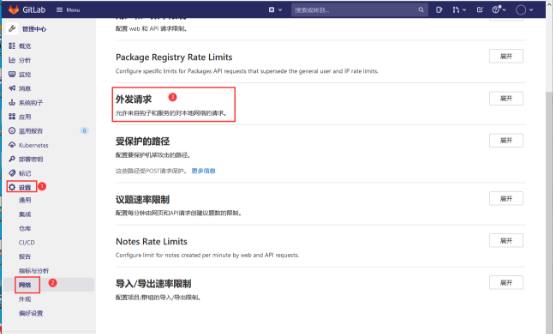 GitLab
Menu
搜索或转到...
管理中心
概览
分析
监控
消息
系统钩子
应用
滥用报告 0
Kubernetes
部署密钥
标记
设置 1
通用
集成
仓库
CI/CD
报告
指标与分析
网络 2
外观
偏好设置
配置 web 和 API 请求限制。
Package Registry Rate Limits
展开
Configure specific limits for Packages API requests that supersede the general user and IP rate limits.
外发请求 3
展开
允许来自钩子和服务的对本地网络的请求。
受保护的路径
展开
配置要保护机架攻击的路径。
这些路径受POST请求保护。 更多信息
议题速率限制
展开
配置每分钟由网页和API请求创建议题数的限制。
Notes Rate Limits
展开
Configure limit for notes created per minute by web and API requests.
导入/导出速率限制
展开
配置项目/群组的导入/导出限制。